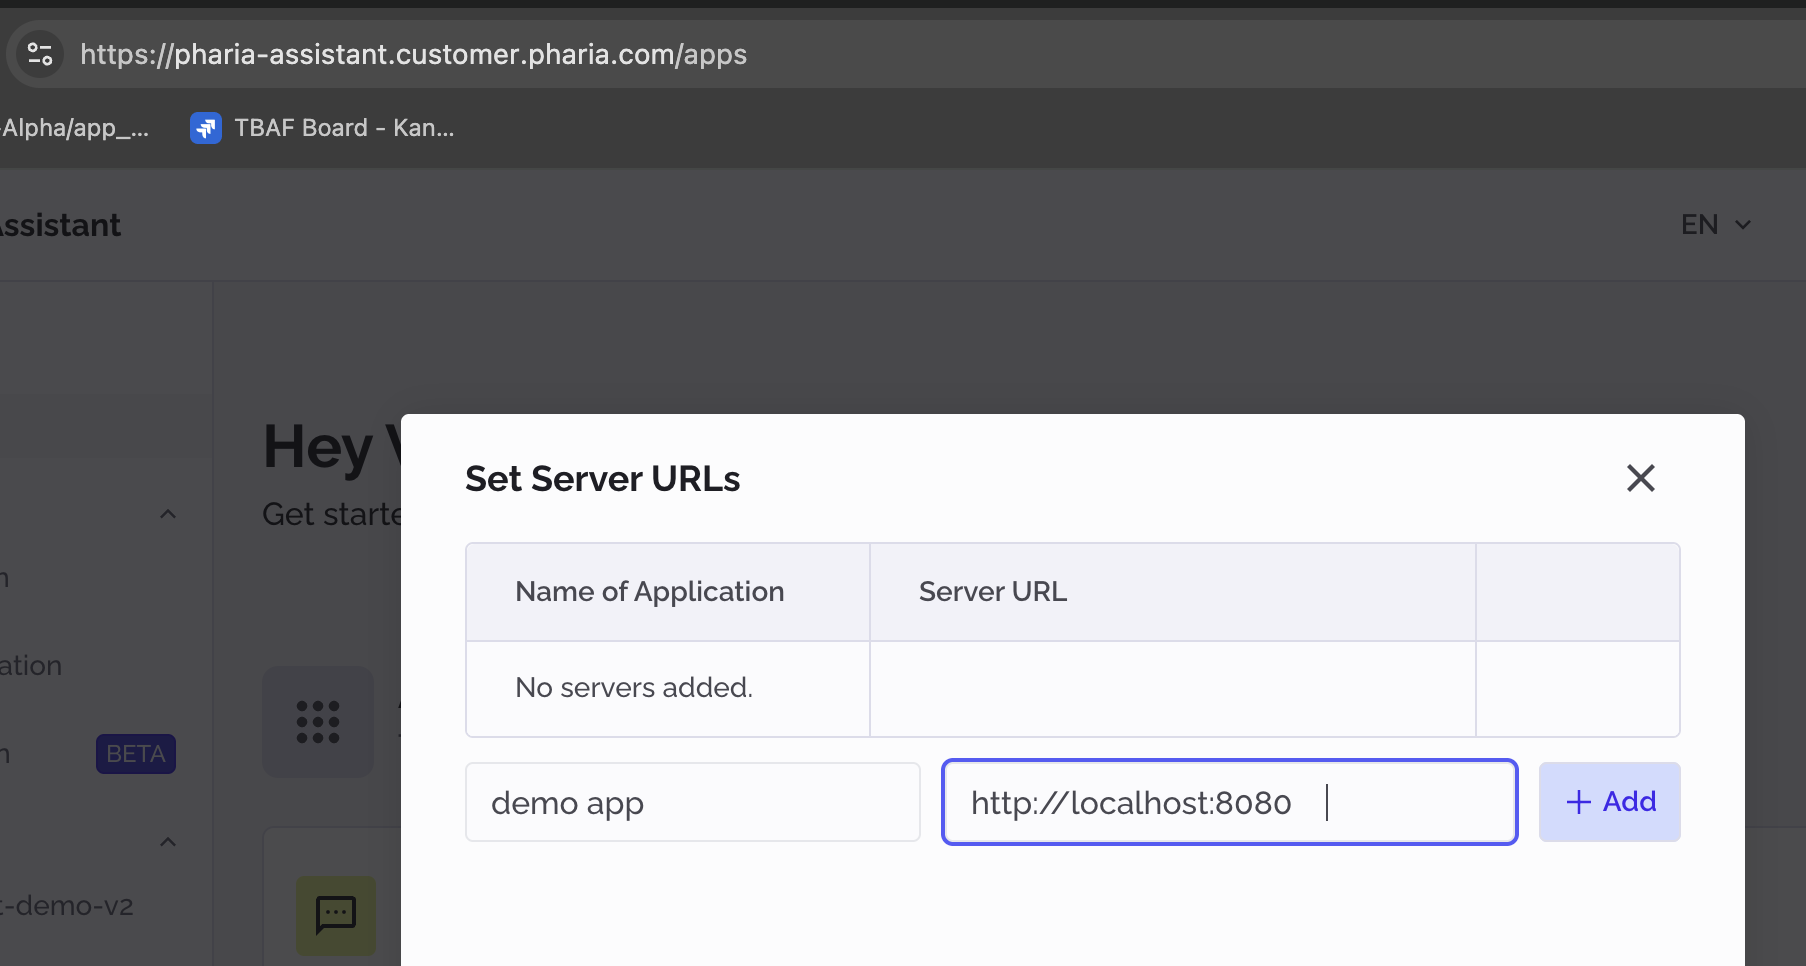 https://pharia-assistant.customer.pharia.com/apps
-Alpha/app_... TBAF Board - Kan...
Assistant EN
Hey
Set Server URLs
Get starte
Name of Application Server URL
No servers added.
ation
BETA
demo app http://localhost:8080 + Add
-demo-v2